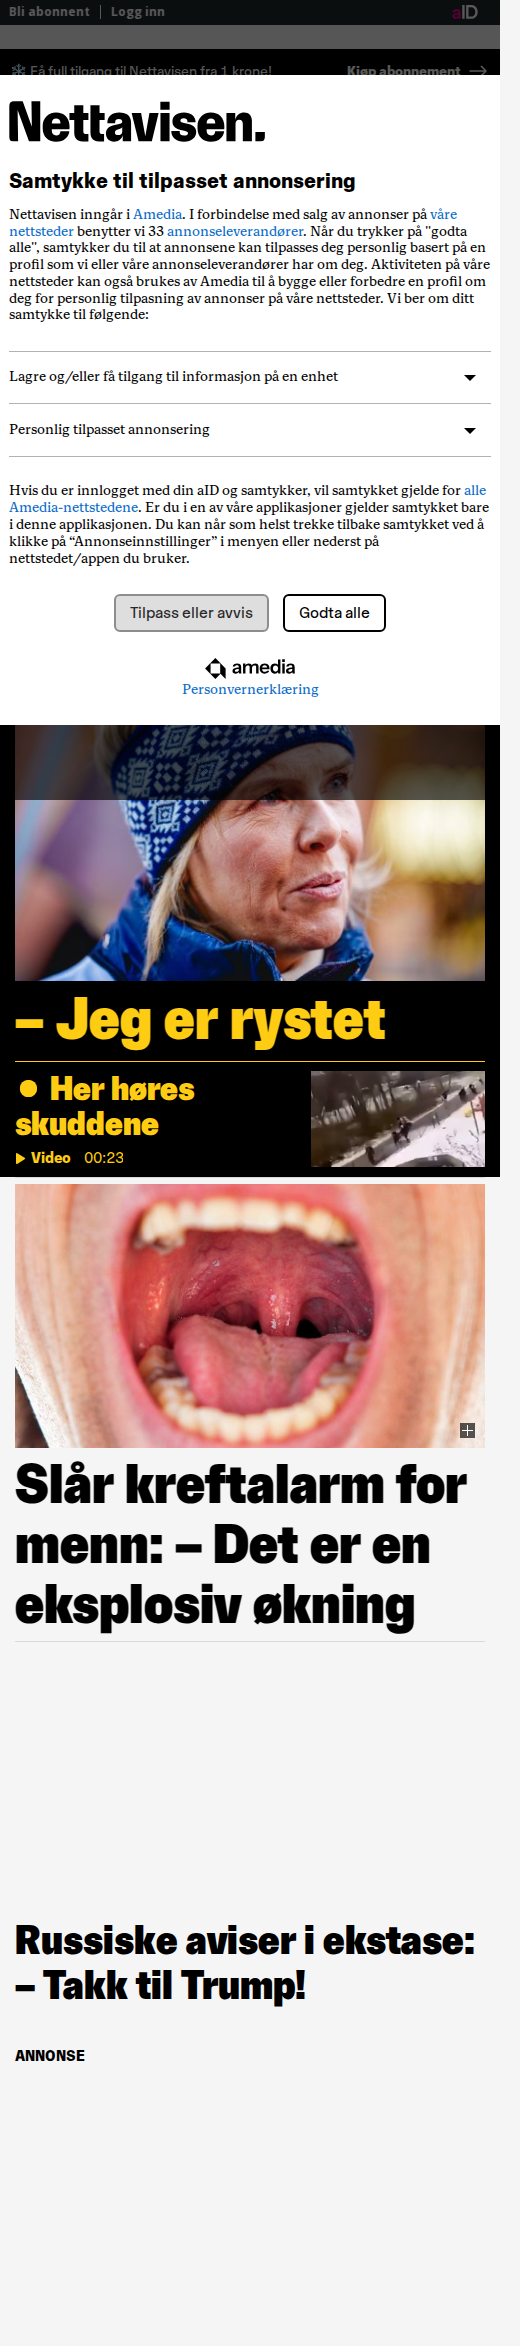 Bli abonnent | Logg inn
aID
Få full tilgang til Nettavisen fra 1 krone!
Kjøp abonnement →
Nettavisen.
Samtykke til tilpasset annonsering
Nettavisen inngår i Amedia. I forbindelse med salg av annonser på våre
nettsteder benytter vi 33 annonseleverandører. Når du trykker på "godta
alle", samtykker du til at annonsene kan tilpasses deg personlig basert på en
profil som vi eller våre annonseleverandører har om deg. Aktiviteten på våre
nettsteder kan også brukes av Amedia til å bygge eller forbedre en profil om
deg for personlig tilpasning av annonser på våre nettsteder. Vi ber om ditt
samtykke til følgende:
Lagre og/eller få tilgang til informasjon på en enhet
Personlig tilpasset annonsering
Hvis du er innlogget med din aID og samtykker, vil samtykket gjelde for alle
Amedia-nettstedene. Er du i en av våre applikasjoner gjelder samtykket bare
i denne applikasjonen. Du kan når som helst trekke tilbake samtykket ved å
klikke på “Annonseinnstillinger” i menyen eller nederst på
nettstedet/appen du bruker.
Tilpass eller avvis
Godta alle
amedia
Personvernerklæring
– Jeg er rystet
● Her høres
skuddene
Video 00:23
Slår kreftalarm for
menn: – Det er en
eksplosiv økning
Russiske aviser i ekstase:
– Takk til Trump!
ANNONSE